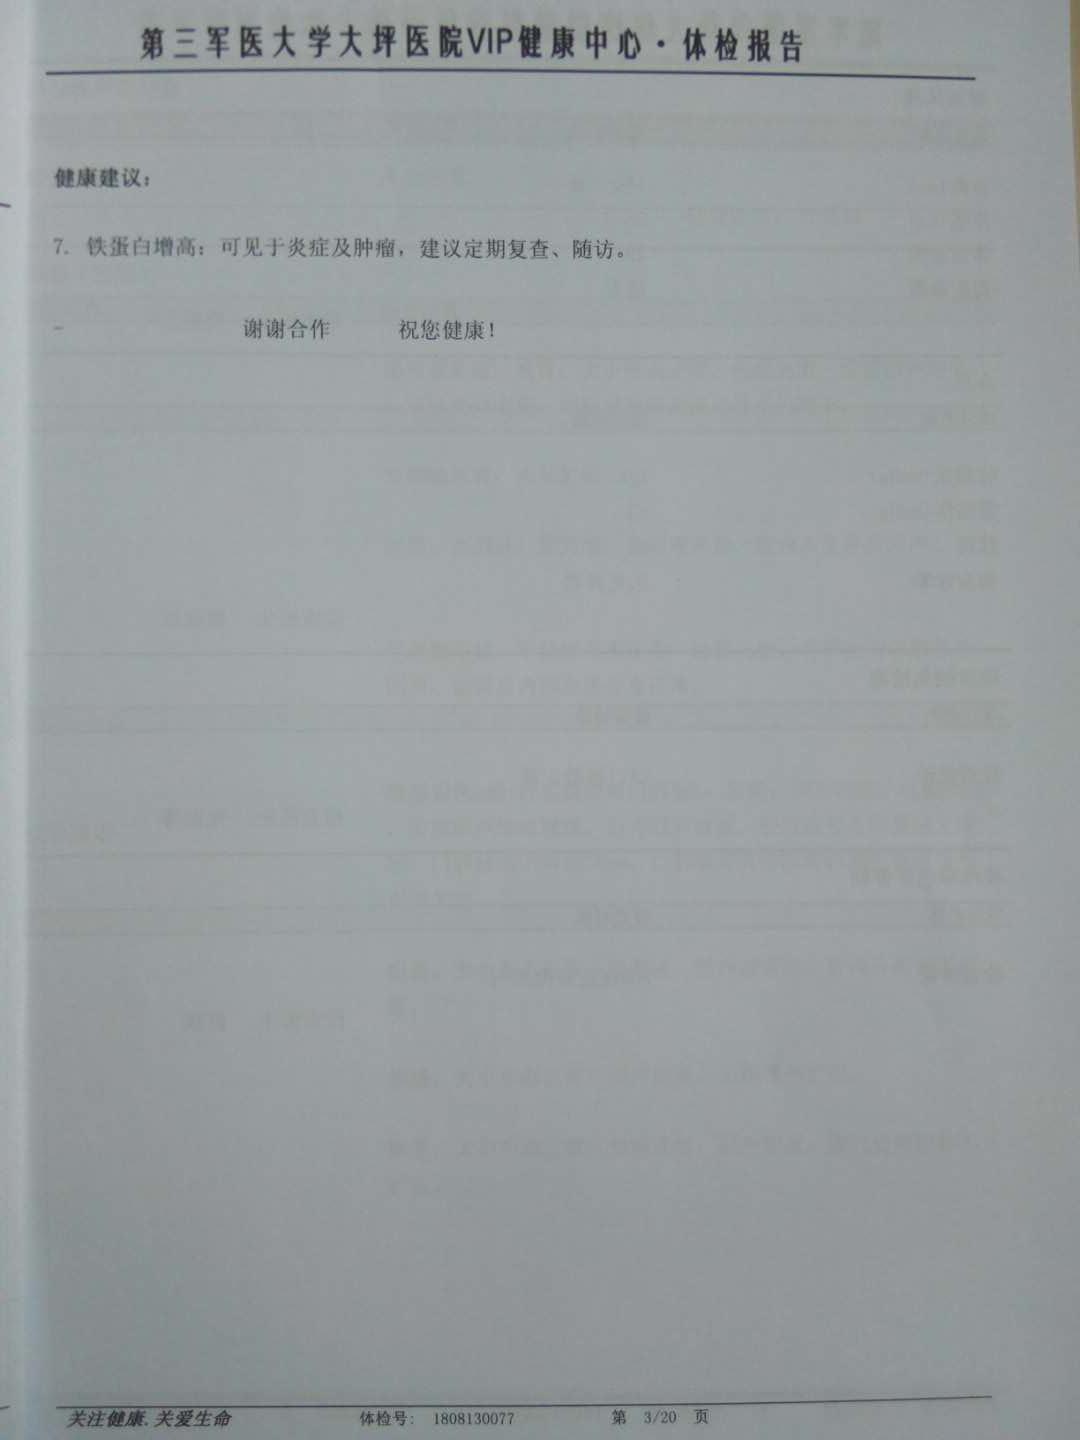 第三军医大学大坪医院VIP健康中心·体检报告
健康建议：
7. 铁蛋白增高：可见于炎症及肿瘤，建议定期复查、随访。
- 谢谢合作 祝您健康！
关注健康.关爱生命 体检号： 1808130077 第 3/20 页